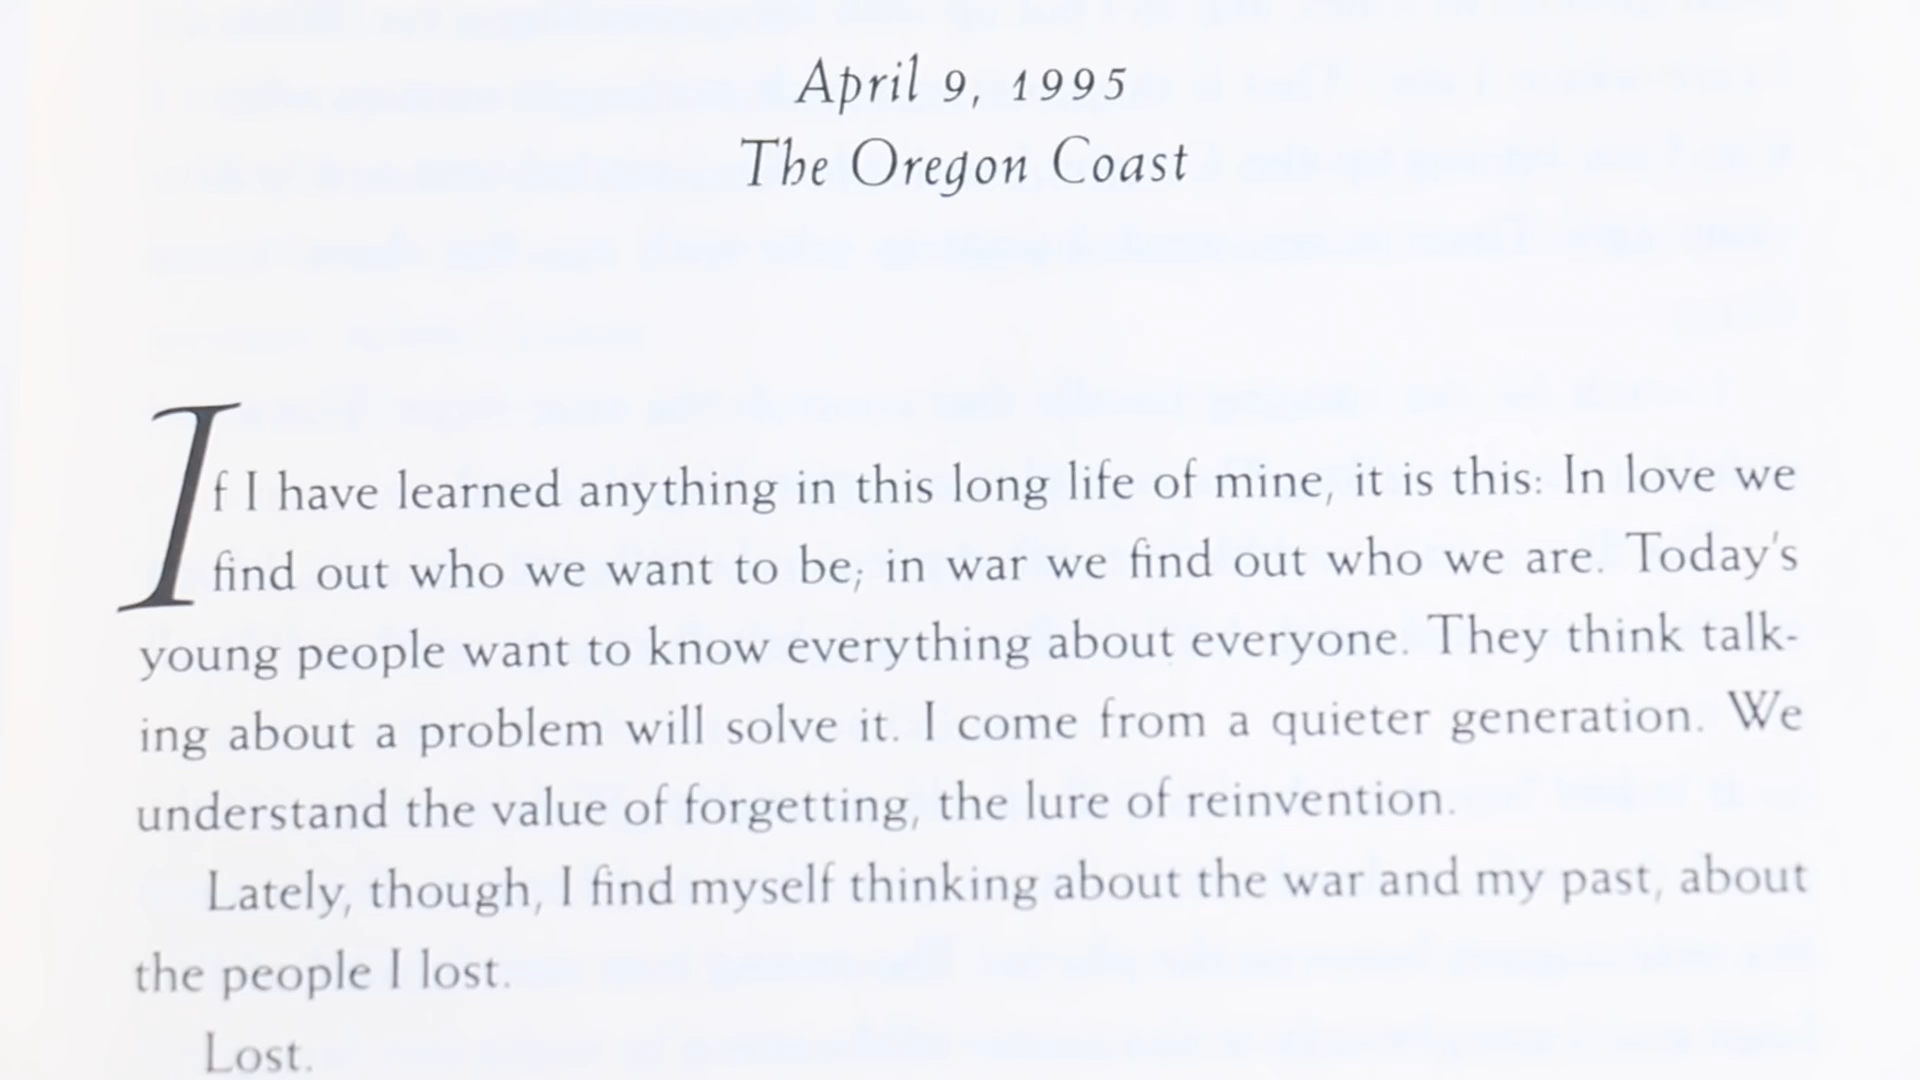 April 9, 1995
The Oregon Coast
If I have learned anything in this long life of mine, it is this: In love we
find out who we want to be; in war we find out who we are. Today's
young people want to know everything about everyone. They think talk-
ing about a problem will solve it. I come from a quieter generation. We
understand the value of forgetting, the lure of reinvention.
Lately, though, I find myself thinking about the war and my past, about
the people I lost.
Lost.